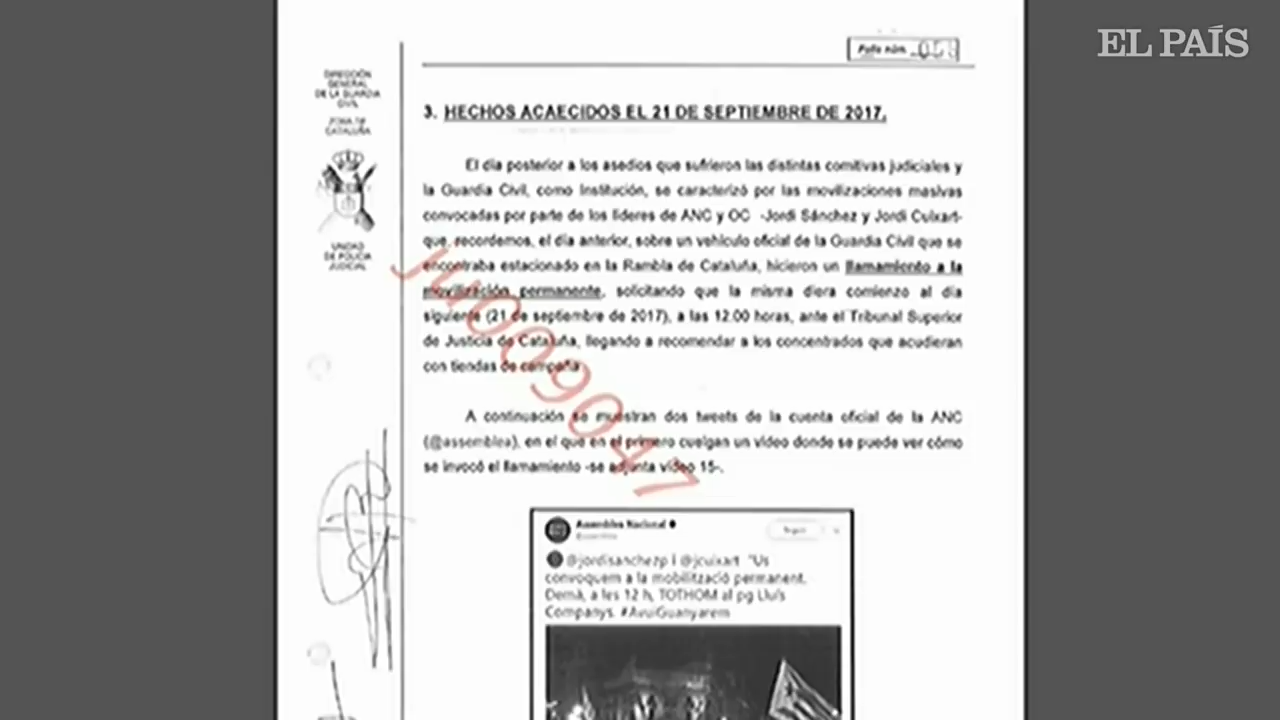 EL PAÍS
Folio núm.
DIRECCIÓN
GENERAL
DE LA GUARDIA
CIVIL
ZONA DE
CATALUÑA
UNIDAD
DE POLICÍA
JUDICIAL
3. HECHOS ACAECIDOS EL 21 DE SEPTIEMBRE DE 2017.
El día posterior a los asedios que sufrieron las distintas comitivas judiciales y
la Guardia Civil, como Institución, se caracterizó por las movilizaciones masivas
convocadas por parte de los líderes de ANC y OC -Jordi Sánchez y Jordi Cuixart-
que, recordemos, el día anterior, sobre un vehículo oficial de la Guardia Civil que se
encontraba estacionado en la Rambla de Cataluña, hicieron un llamamiento a la
movilización permanente, solicitando que la misma diera comienzo al día
siguiente (21 de septiembre de 2017), a las 12.00 horas, ante el Tribunal Superior
de Justicia de Cataluña, llegando a recomendar a los concentrados que acudieran
con tiendas de campaña
ju009047
A continuación se muestran dos tweets de la cuenta oficial de la ANC
(@assemblea), en el que en el primero cuelgan un vídeo donde se puede ver cómo
se invocó el llamamiento -se adjunta vídeo 15-.
Assemblea Nacional
@assemblea
Seguir
@jordisanchezp i @jcuixart "Us
convoquem a la mobilització permanent.
Demà, a les 12 h, TOTHOM al pg Lluís
Companys. #AvuiGuanyarem